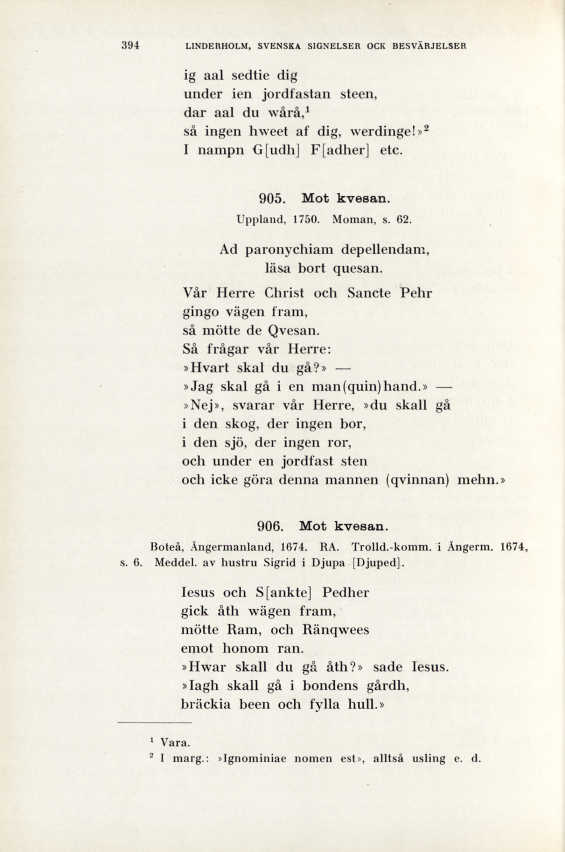 394 LINDERHOLM, SVENSKA SIGNELSER OCK BESVÄRJELSER
ig aal sedtie dig
under ien jordfastan steen,
dar aal du wårå,¹
så ingen hweet af dig, werdinge!»²
I nampn G[udh] F[adher] etc.
905. Mot kvesan.
Uppland, 1750. Moman, s. 62.
Ad paronychiam depellendam,
läsa bort quesan.
Vår Herre Christ och Sancte Pehr
gingo vägen fram,
så mötte de Qvesan.
Så frågar vår Herre:
»Hvart skal du gå?» —
»Jag skal gå i en man(quin)hand.» —
»Nej», svarar vår Herre, »du skall gå
i den skog, der ingen bor,
i den sjö, der ingen ror,
och under en jordfast sten
och icke göra denna mannen (qvinnan) mehn.»
906. Mot kvesan.
Boteå, Ångermanland, 1674. RA. Trolld.-komm. i Ångerm. 1674,
s. 6. Meddel. av hustru Sigrid i Djupa [Djuped].
Iesus och S[ankte] Pedher
gick åth wägen fram,
mötte Ram, och Ränqwees
emot honom ran.
»Hwar skall du gå åth?» sade Iesus.
»Iagh skall gå i bondens gårdh,
bräckia been och fylla hull.»
¹ Vara.
² I marg.: »Ignominiae nomen est», alltså usling e. d.